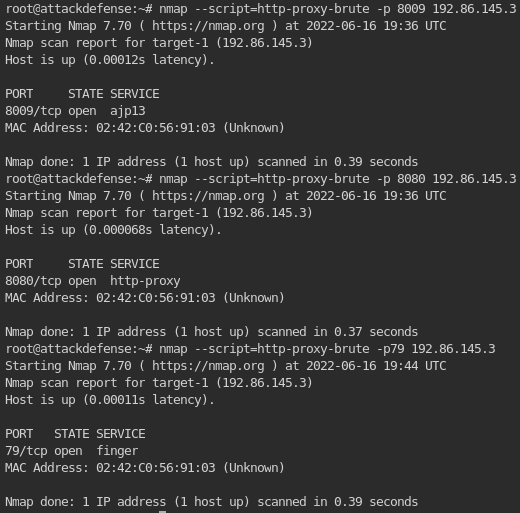 root@attackdefense:~# nmap --script=http-proxy-brute -p 8009 192.86.145.3
Starting Nmap 7.70 ( https://nmap.org ) at 2022-06-16 19:36 UTC
Nmap scan report for target-1 (192.86.145.3)
Host is up (0.00012s latency).
PORT     STATE SERVICE
8009/tcp open  ajp13
MAC Address: 02:42:C0:56:91:03 (Unknown)
Nmap done: 1 IP address (1 host up) scanned in 0.39 seconds
root@attackdefense:~# nmap --script=http-proxy-brute -p 8080 192.86.145.3
Starting Nmap 7.70 ( https://nmap.org ) at 2022-06-16 19:36 UTC
Nmap scan report for target-1 (192.86.145.3)
Host is up (0.000068s latency).
PORT     STATE SERVICE
8080/tcp open  http-proxy
MAC Address: 02:42:C0:56:91:03 (Unknown)
Nmap done: 1 IP address (1 host up) scanned in 0.37 seconds
root@attackdefense:~# nmap --script=http-proxy-brute -p79 192.86.145.3
Starting Nmap 7.70 ( https://nmap.org ) at 2022-06-16 19:44 UTC
Nmap scan report for target-1 (192.86.145.3)
Host is up (0.00011s latency).
PORT   STATE SERVICE
79/tcp open  finger
MAC Address: 02:42:C0:56:91:03 (Unknown)
Nmap done: 1 IP address (1 host up) scanned in 0.39 seconds